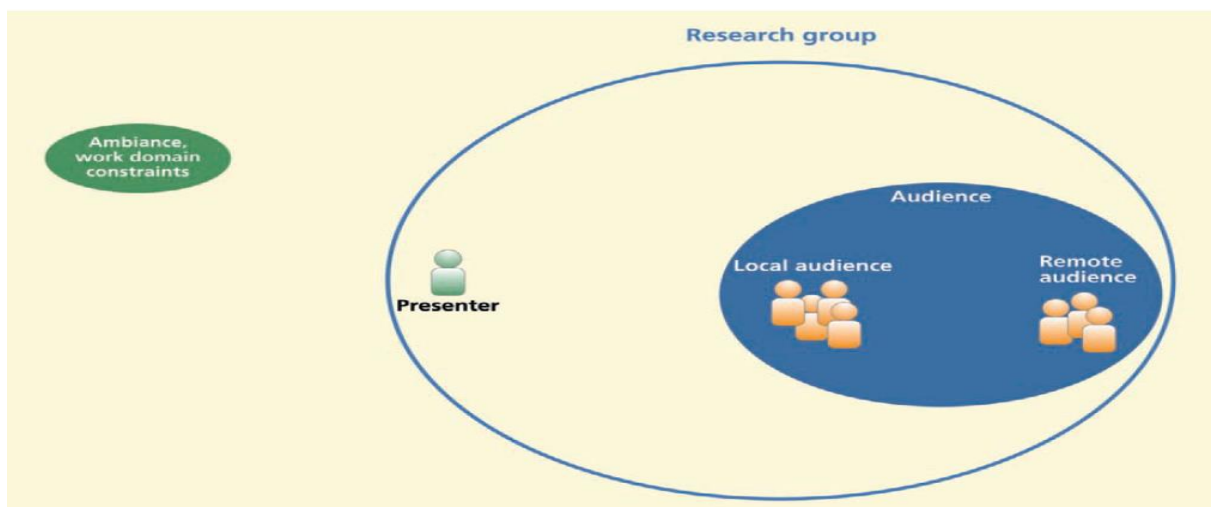 Research group
Ambiance,
work domain
constraints
Audience
Local audience
Remote
audience
Presenter